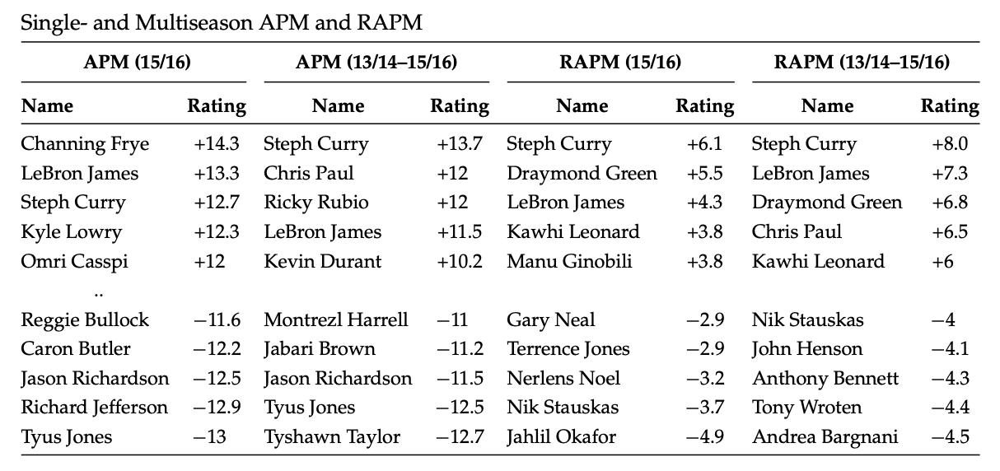 Single- and Multiseason APM and RAPM
APM (15/16) APM (13/14–15/16) RAPM (15/16) RAPM (13/14–15/16)
Name Rating Name Rating Name Rating Name Rating
Channing Frye +14.3 Steph Curry +13.7 Steph Curry +6.1 Steph Curry +8.0
LeBron James +13.3 Chris Paul +12 Draymond Green +5.5 LeBron James +7.3
Steph Curry +12.7 Ricky Rubio +12 LeBron James +4.3 Draymond Green +6.8
Kyle Lowry +12.3 LeBron James +11.5 Kawhi Leonard +3.8 Chris Paul +6.5
Omri Casspi +12 Kevin Durant +10.2 Manu Ginobili +3.8 Kawhi Leonard +6
..
Reggie Bullock −11.6 Montrezl Harrell −11 Gary Neal −2.9 Nik Stauskas −4
Caron Butler −12.2 Jabari Brown −11.2 Terrence Jones −2.9 John Henson −4.1
Jason Richardson −12.5 Jason Richardson −11.5 Nerlens Noel −3.2 Anthony Bennett −4.3
Richard Jefferson −12.9 Tyus Jones −12.5 Nik Stauskas −3.7 Tony Wroten −4.4
Tyus Jones −13 Tyshawn Taylor −12.7 Jahlil Okafor −4.9 Andrea Bargnani −4.5